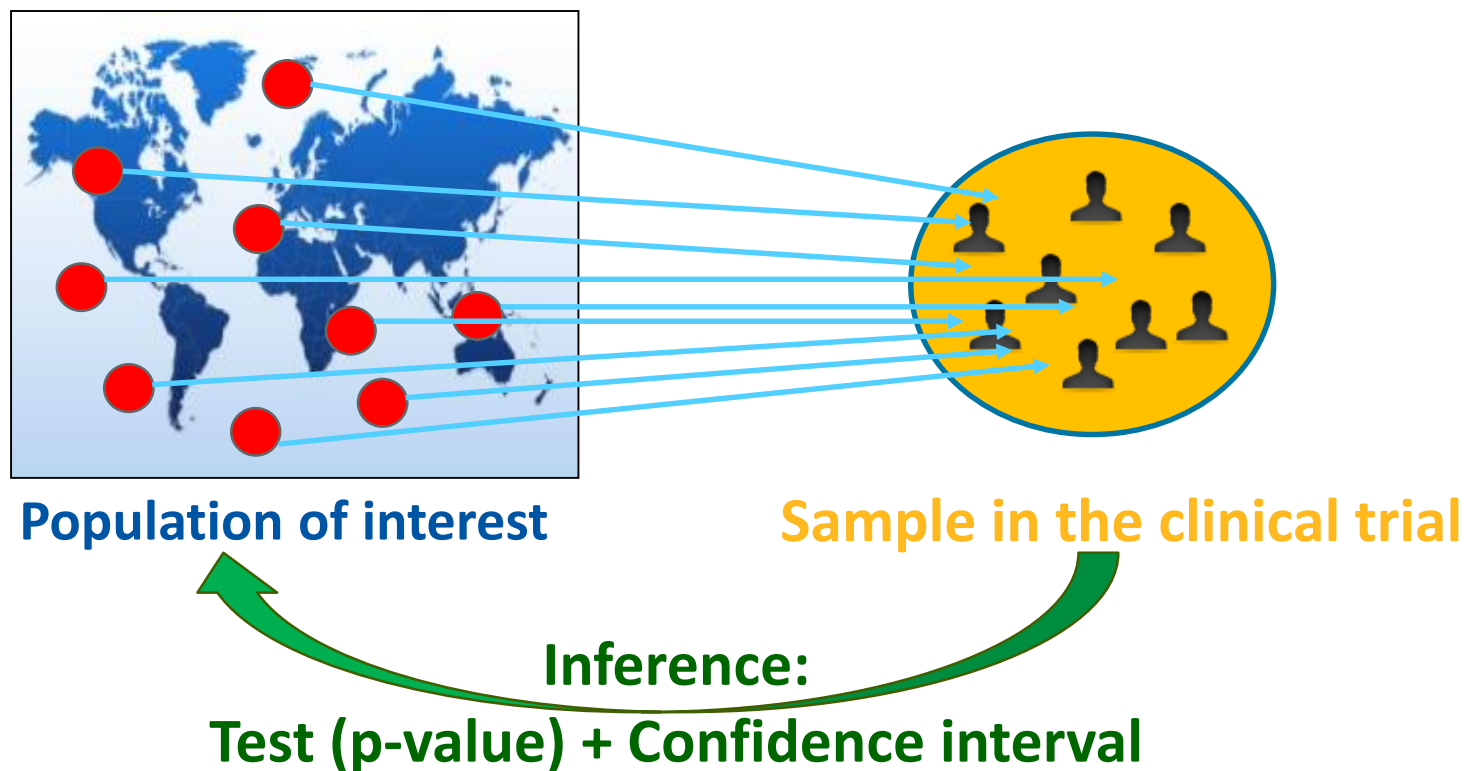 Population of interest
Sample in the clinical trial
Inference:
Test (p-value) + Confidence interval